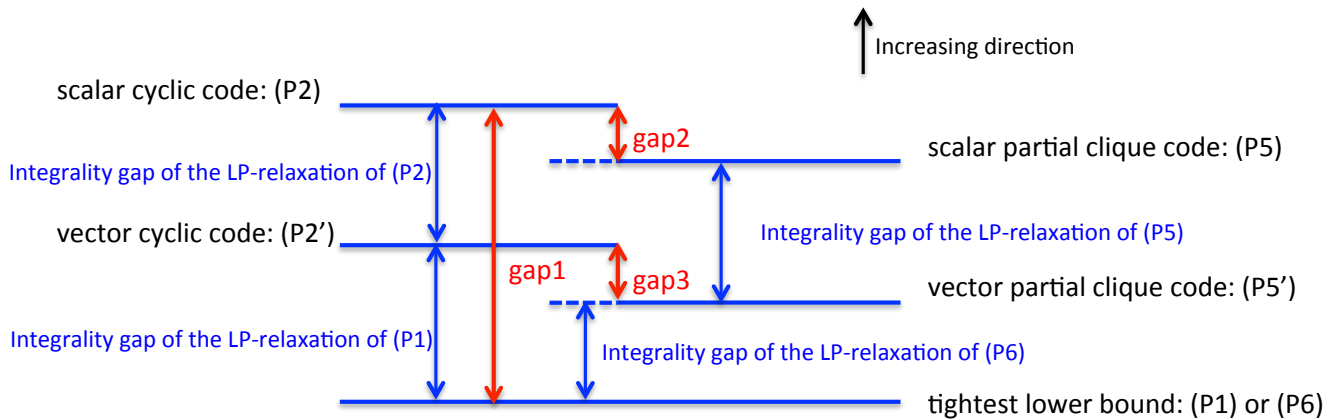 Increasing direction
scalar cyclic code: (P2)
gap2
scalar partial clique code: (P5)
Integrality gap of the LP-relaxation of (P2)
vector cyclic code: (P2’)
Integrality gap of the LP-relaxation of (P5)
gap1
gap3
vector partial clique code: (P5’)
Integrality gap of the LP-relaxation of (P1)
Integrality gap of the LP-relaxation of (P6)
tightest lower bound: (P1) or (P6)